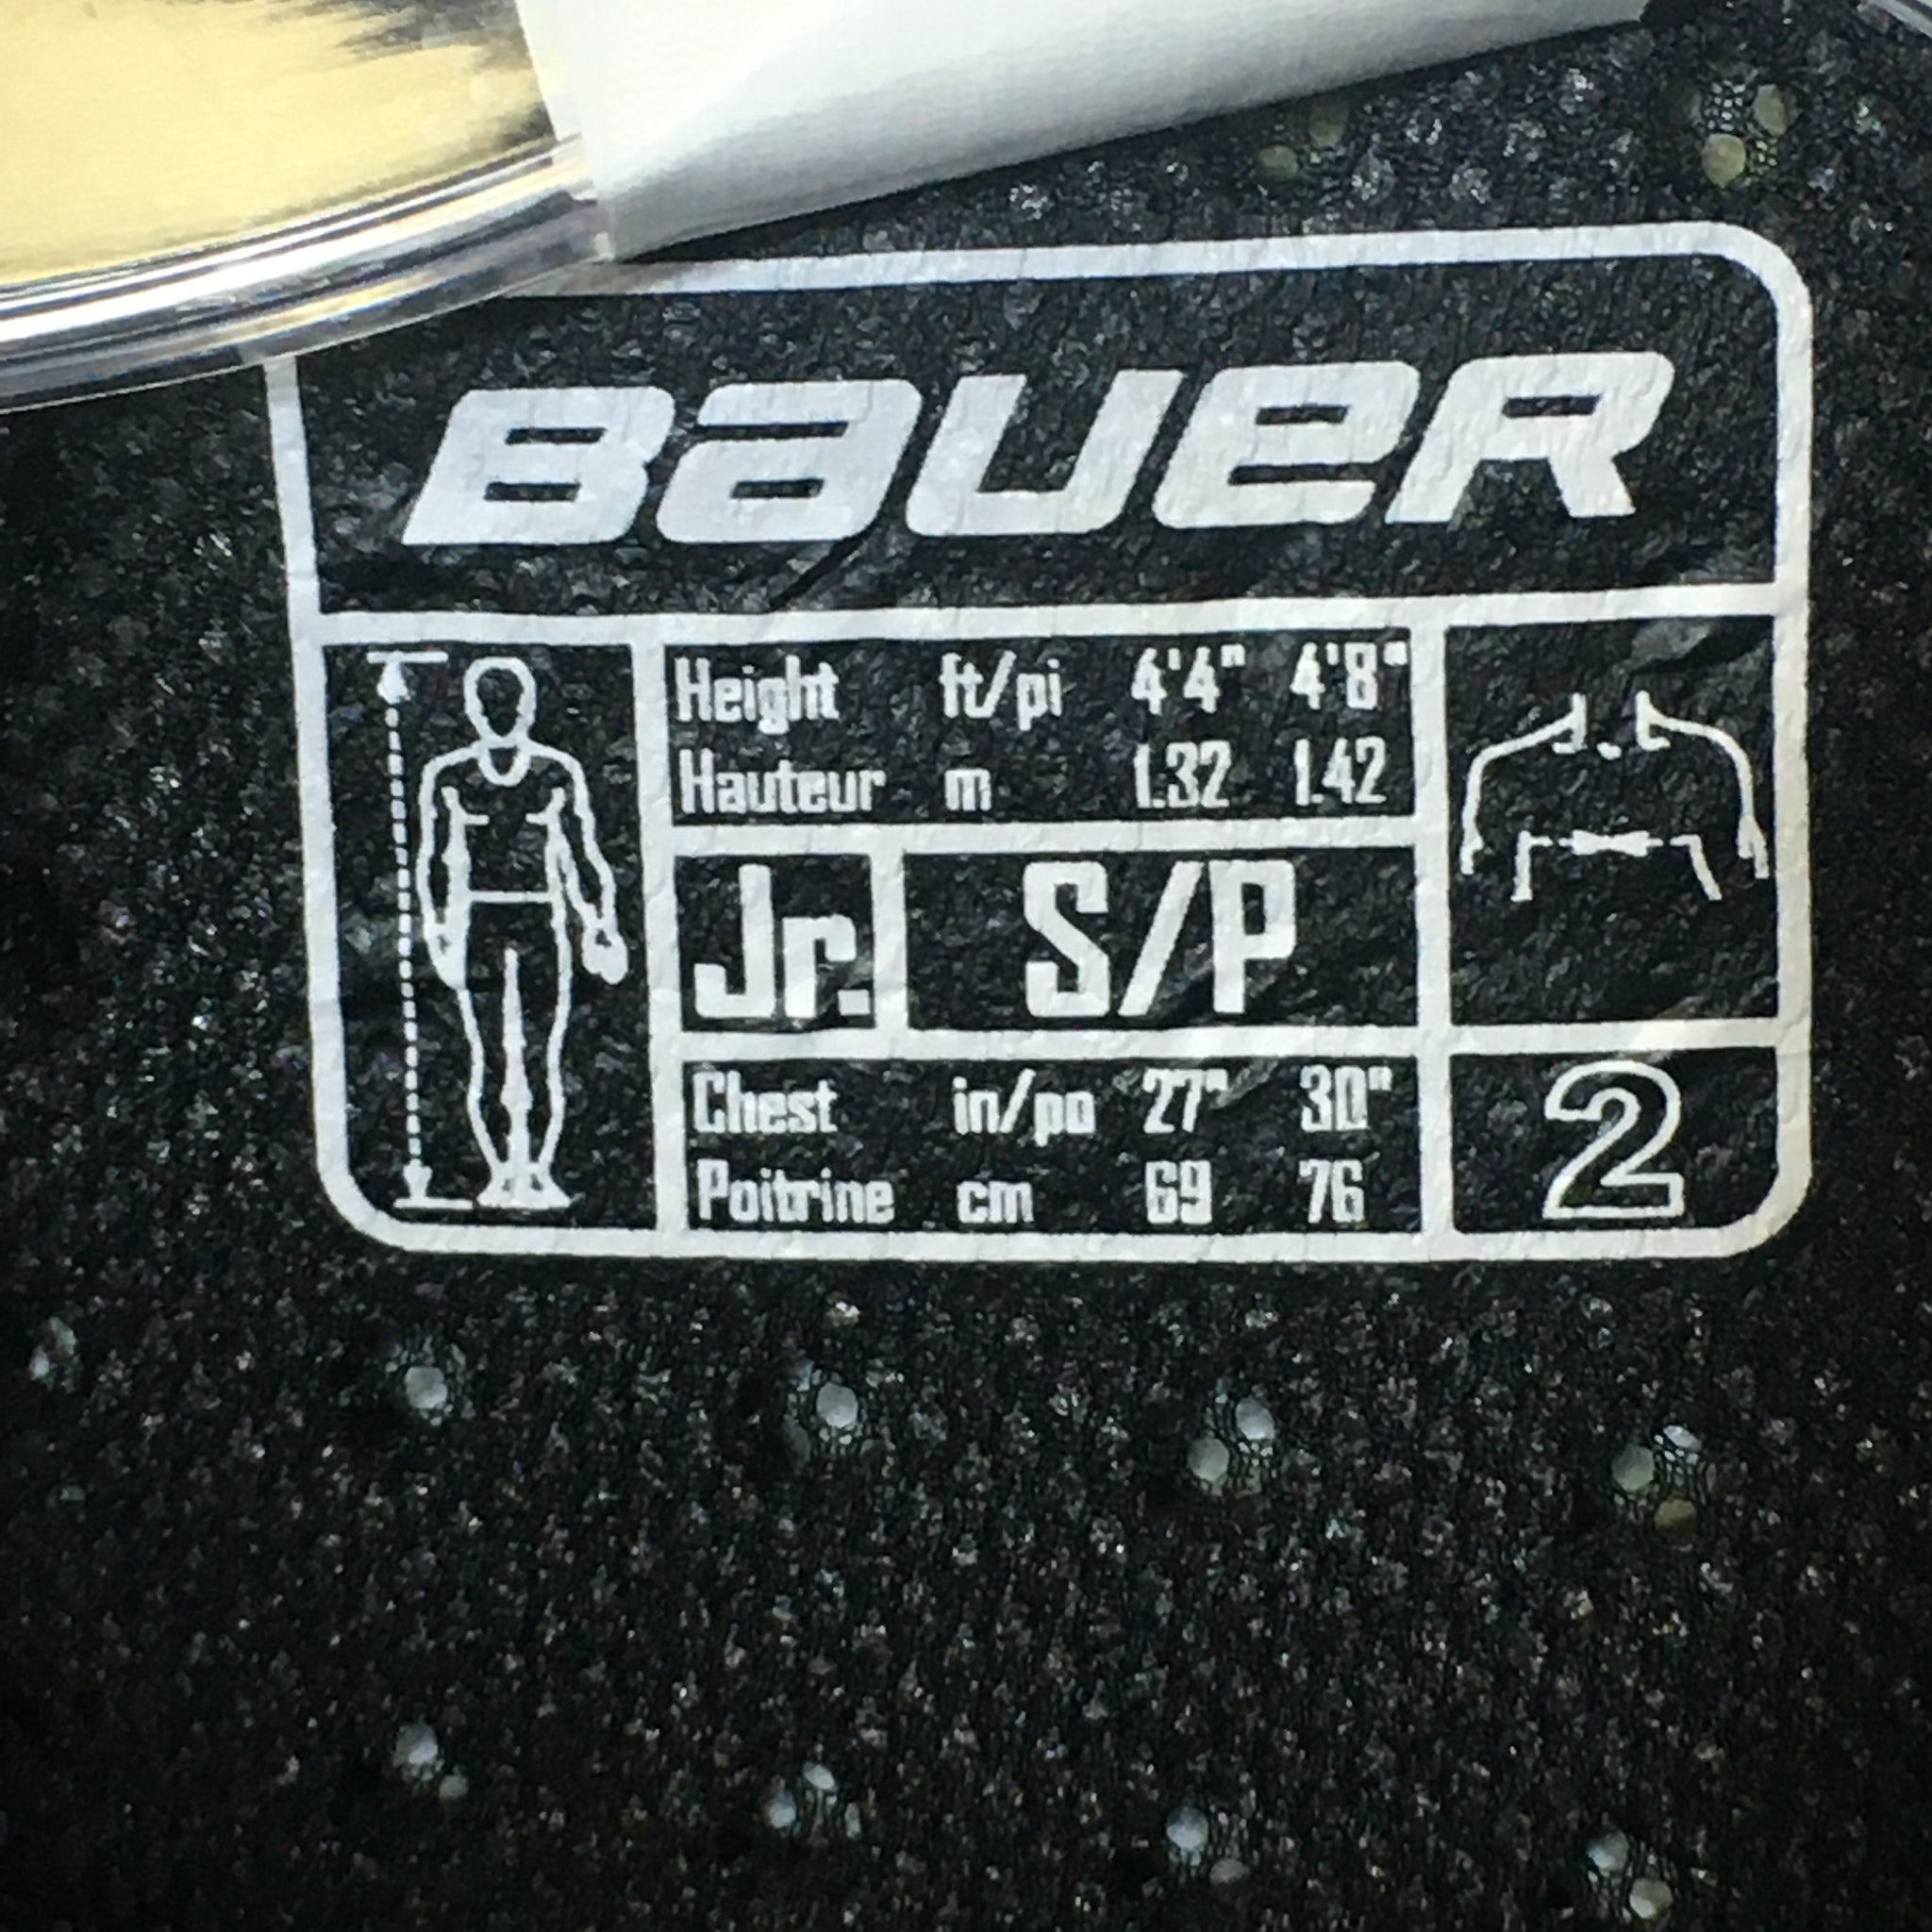 BaUeR
Height ft/pi 4'4" 4'8"
Hauteur m 1.32 1.42
Jr. S/P
Chest in/po 27" 30"
Poitrine cm 69 76
2